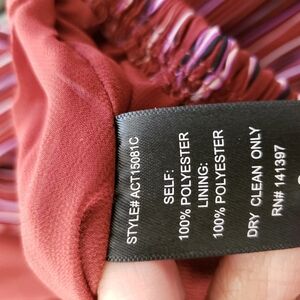 STYLE# ACT15081C
SELF:
100% POLYESTER
LINING:
100% POLYESTER
DRY CLEAN ONLY
RN# 141397